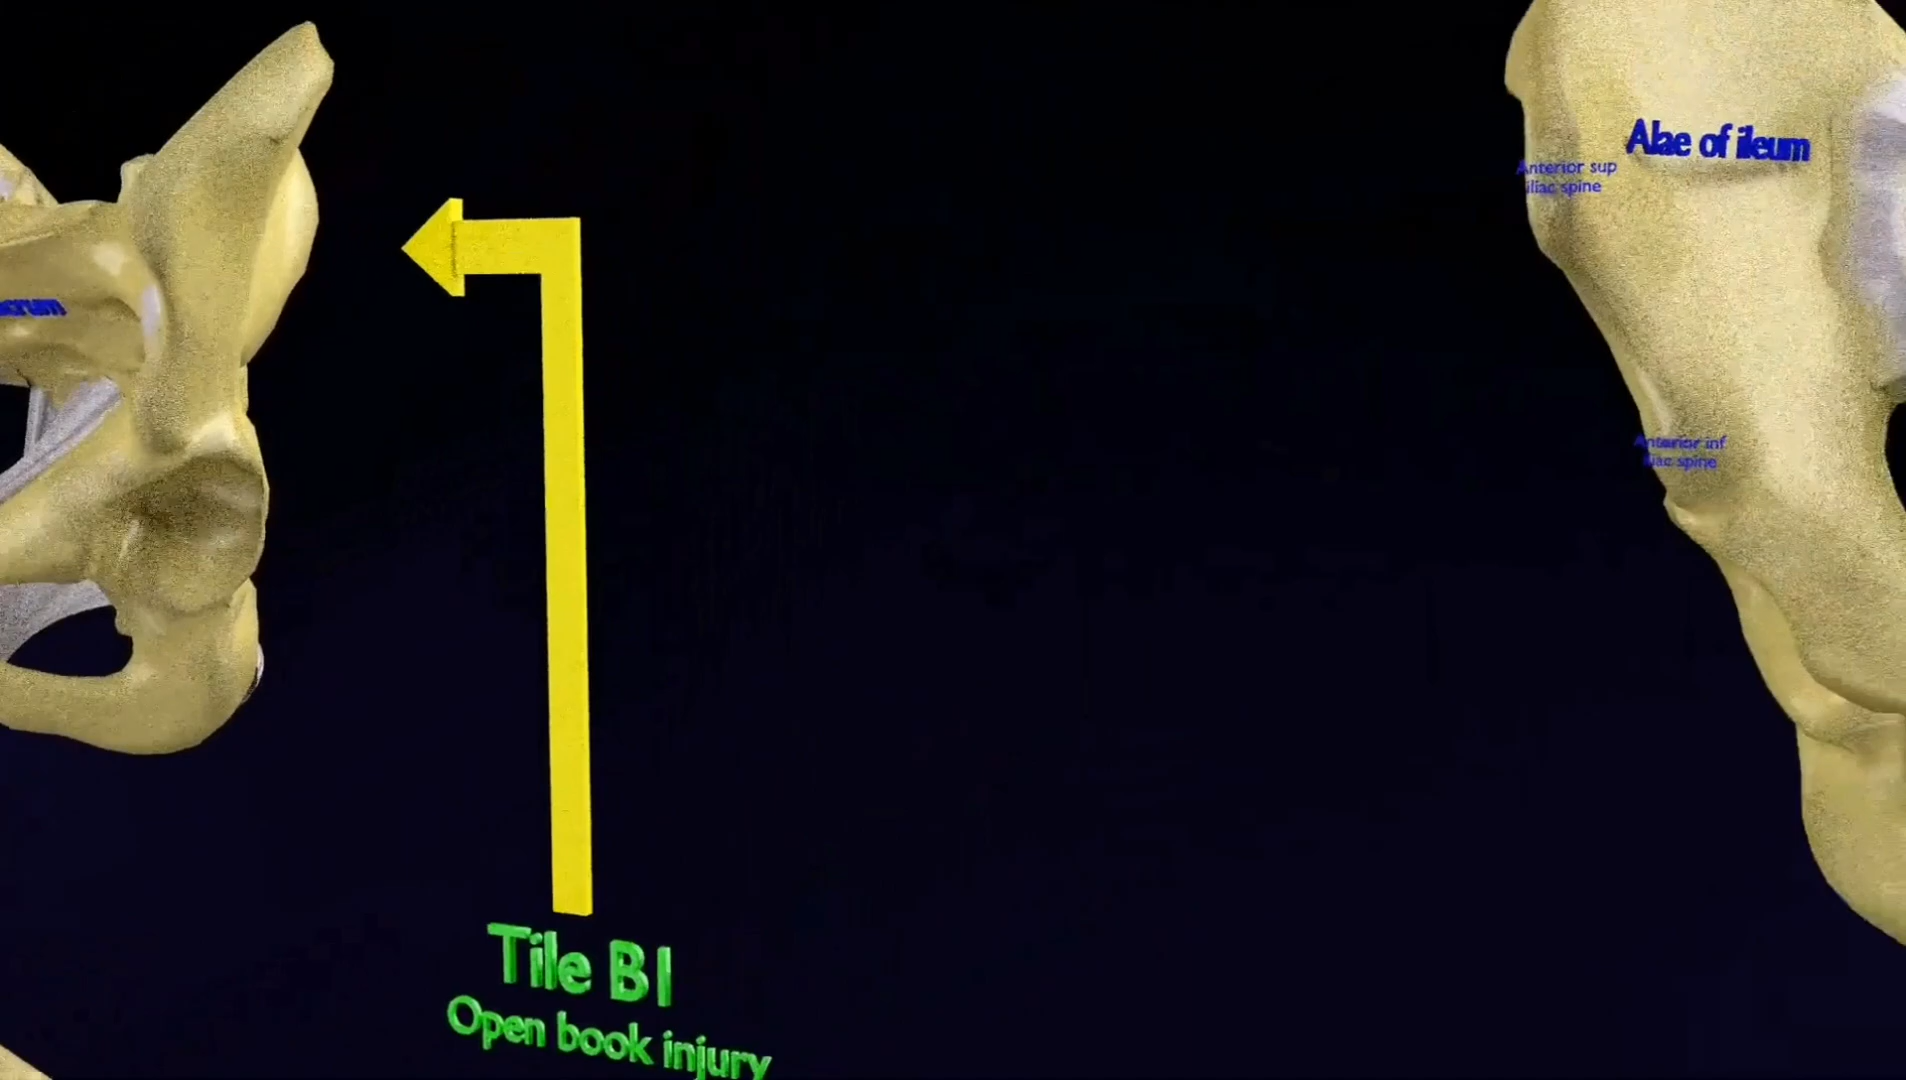 Alae of ileum
Anterior sup
iliac spine
Anterior inf
iliac spine
Tile B1
Open book injury